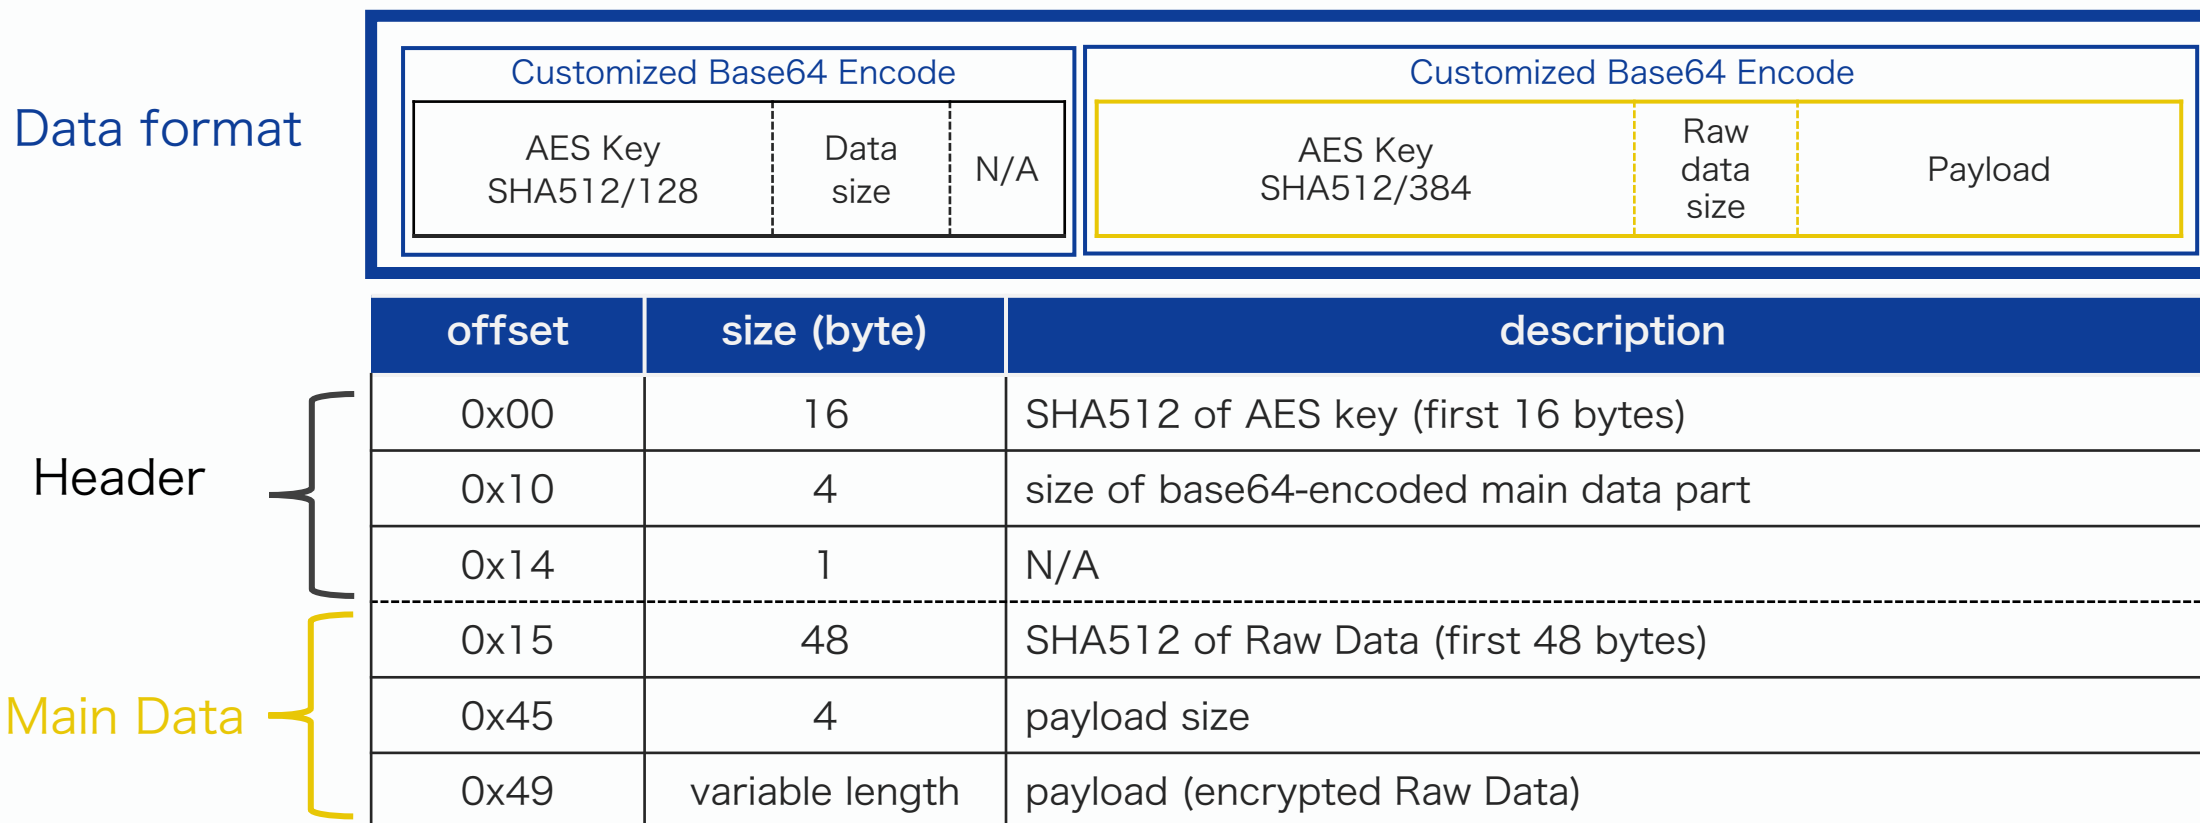 Data format
Customized Base64 Encode
AES Key
SHA512/128
Data
size
N/A
Customized Base64 Encode
AES Key
SHA512/384
Raw
data
size
Payload
offset size (byte) description
Header
0x00 16 SHA512 of AES key (first 16 bytes)
0x10 4 size of base64-encoded main data part
0x14 1 N/A
Main Data
0x15 48 SHA512 of Raw Data (first 48 bytes)
0x45 4 payload size
0x49 variable length payload (encrypted Raw Data)